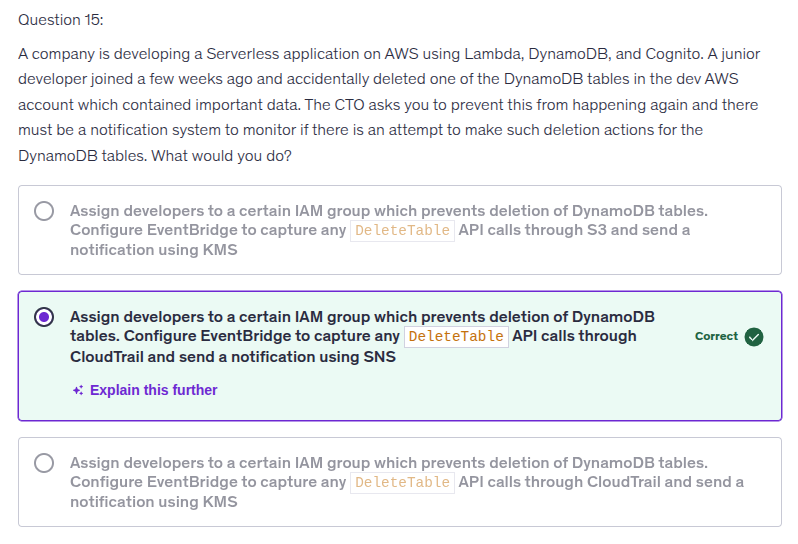 Question 15:
A company is developing a Serverless application on AWS using Lambda, DynamoDB, and Cognito. A junior
developer joined a few weeks ago and accidentally deleted one of the DynamoDB tables in the dev AWS
account which contained important data. The CTO asks you to prevent this from happening again and there
must be a notification system to monitor if there is an attempt to make such deletion actions for the
DynamoDB tables. What would you do?
Assign developers to a certain IAM group which prevents deletion of DynamoDB tables.
Configure EventBridge to capture any DeleteTable API calls through S3 and send a
notification using KMS
Assign developers to a certain IAM group which prevents deletion of DynamoDB
tables. Configure EventBridge to capture any DeleteTable API calls through
CloudTrail and send a notification using SNS
Correct
Explain this further
Assign developers to a certain IAM group which prevents deletion of DynamoDB tables.
Configure EventBridge to capture any DeleteTable API calls through CloudTrail and send a
notification using KMS